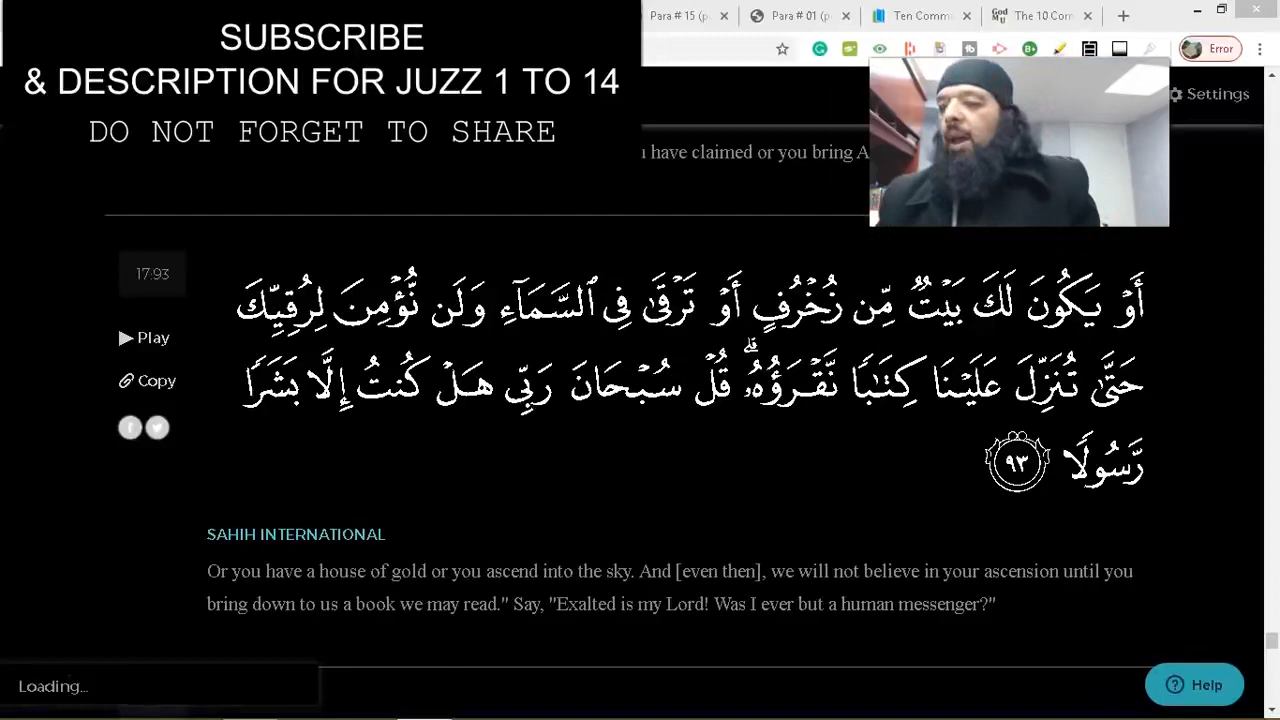 SUBSCRIBE
& DESCRIPTION FOR JUZZ 1 TO 14
DO NOT FORGET TO SHARE
Para # 15 (p
Para # 01 (p
Ten Comm
The 10 Com
Error
Settings
have claimed or you bring A
17:93
أَوْ يَكُونَ لَكَ بَيْتٌ مِّن زُخْرُفٍ أَوْ تَرْقَىٰ فِى ٱلسَّمَآءِ وَلَن نُّؤْمِنَ لِرُقِيِّكَ
حَتَّىٰ تُنَزِّلَ عَلَيْنَا كِتَـٰبًا نَّقْرَؤُهُۥ ۗ قُلْ سُبْحَانَ رَبِّى هَلْ كُنتُ إِلَّا بَشَرًا
رَّسُولًا ٩٣
Play
Copy
SAHIH INTERNATIONAL
Or you have a house of gold or you ascend into the sky. And [even then], we will not believe in your ascension until you
bring down to us a book we may read." Say, "Exalted is my Lord! Was I ever but a human messenger?"
Loading...
Help